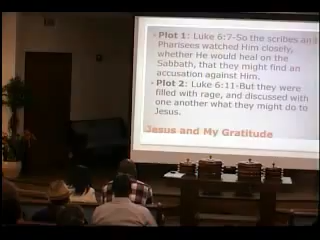 Plot 1: Luke 6:7-So the scribes and
Pharisees watched Him closely,
whether He would heal on the
Sabbath, that they might find an
accusation against Him.
Plot 2: Luke 6:11-But they were
filled with rage, and discussed with
one another what they might do to
Jesus.
Jesus and My Gratitude